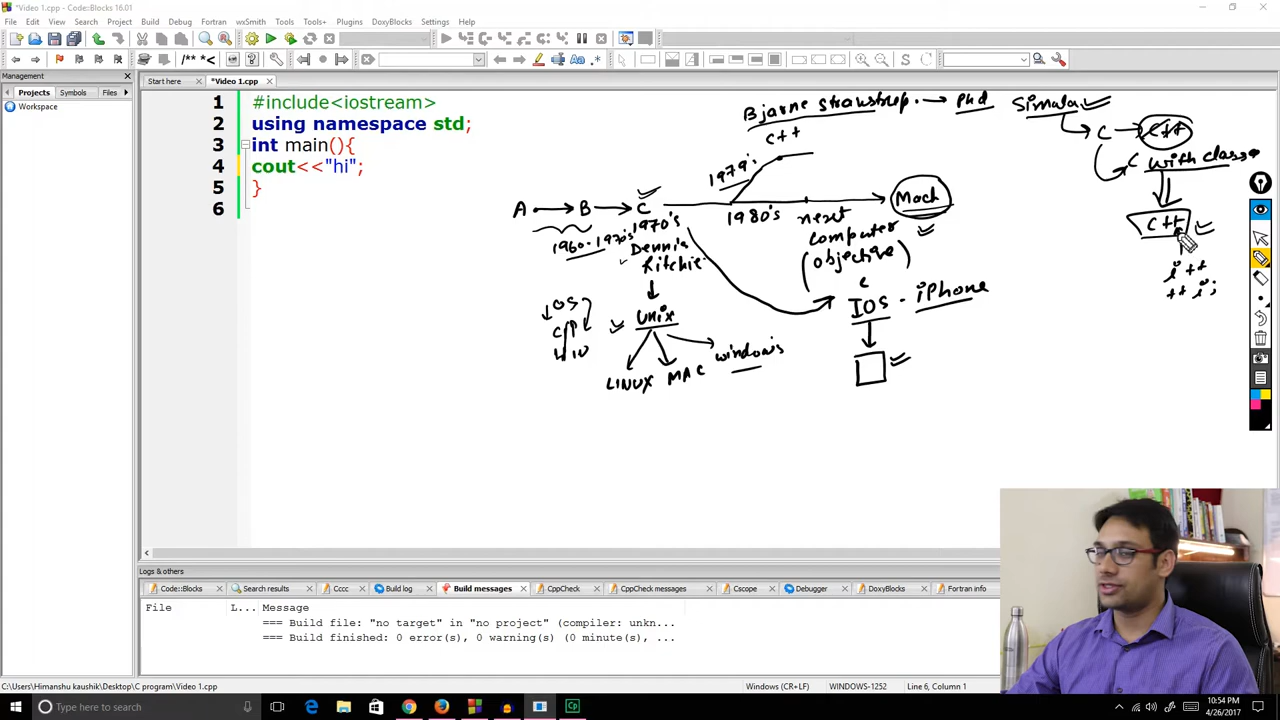 *Video 1.cpp - Code::Blocks 16.01
File Edit View Search Project Build Debug Fortran wxSmith Tools Tools+ Plugins DoxyBlocks Settings Help
/** *<
Aa
.*
S
C
Management
Projects Symbols Files
Workspace
Start here
*Video 1.cpp
1 #include<iostream>
2 using namespace std;
3 int main(){
4 cout<<"hi";
5 }
6
Bjarne stroustrup. → Phd
C++
1979's
A → B → C
1960-1970's
1970's
Dennis
Ritchie
1980's
next
computer
(objective)
c
Mach
IOS - iPhone
Unix
OS
LINUX MAC windows
Simula
C → C++
C with class
C++
i++
++i;
Logs & others
Code::Blocks Search results Cccc Build log Build messages CppCheck CppCheck messages Cscope Debugger DoxyBlocks Fortran info
File L... Message
=== Build file: "no target" in "no project" (compiler: unkn...
=== Build finished: 0 error(s), 0 warning(s) (0 minute(s), ...
C:\Users\Himanshu kaushik\Desktop\C program\Video 1.cpp Windows (CR+LF) WINDOWS-1252 Line 6, Column 1
Type here to search
Cp
10:54 PM
4/26/2017